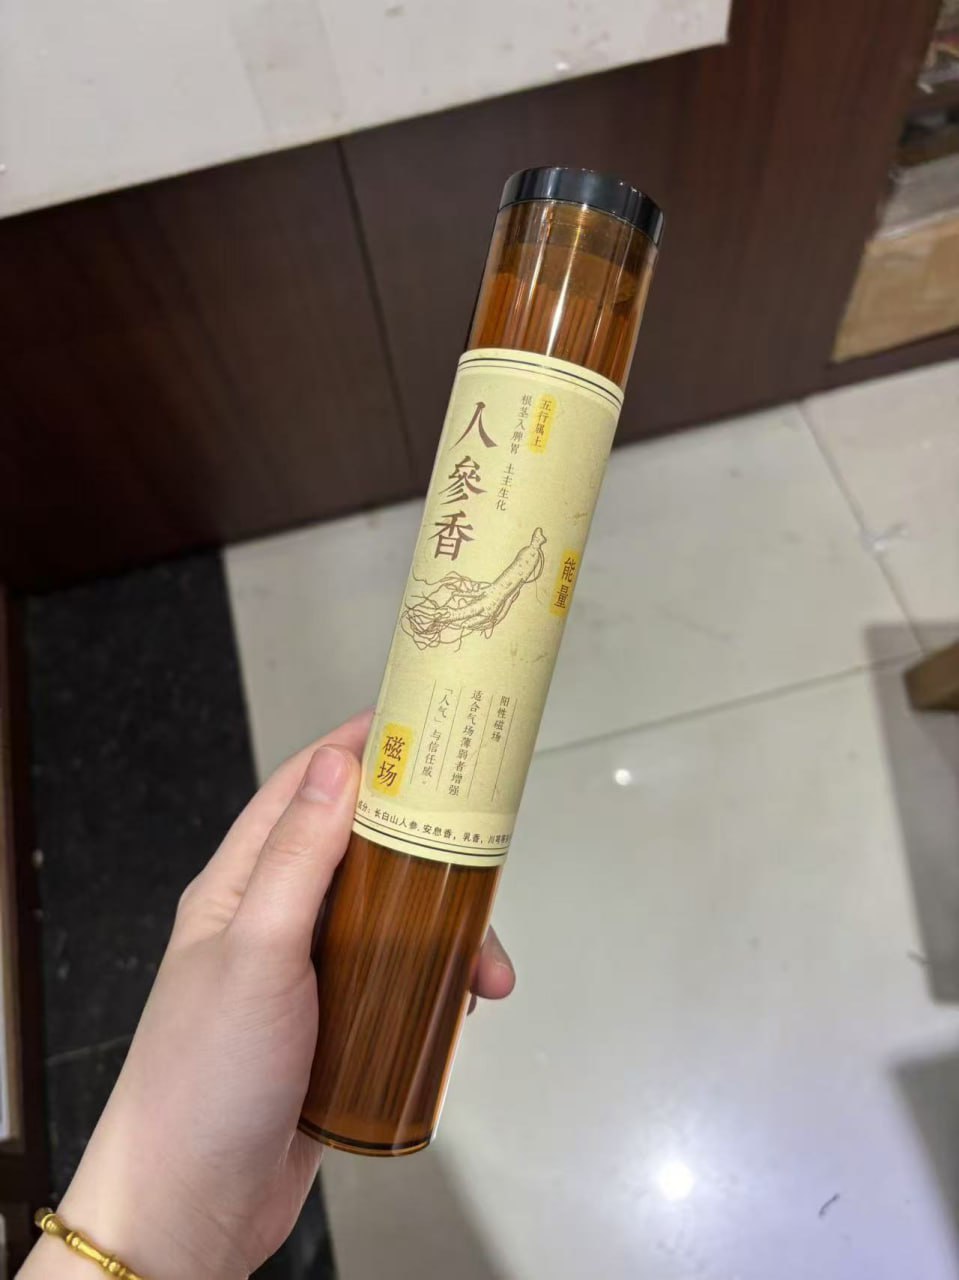 五行属土
根茎入脾胃 土主生化
人參香
能量
阳性磁场
适合气场薄弱者增强
「人气」与信任感。
磁场
成分：长白山人参，安息香，乳香，川芎